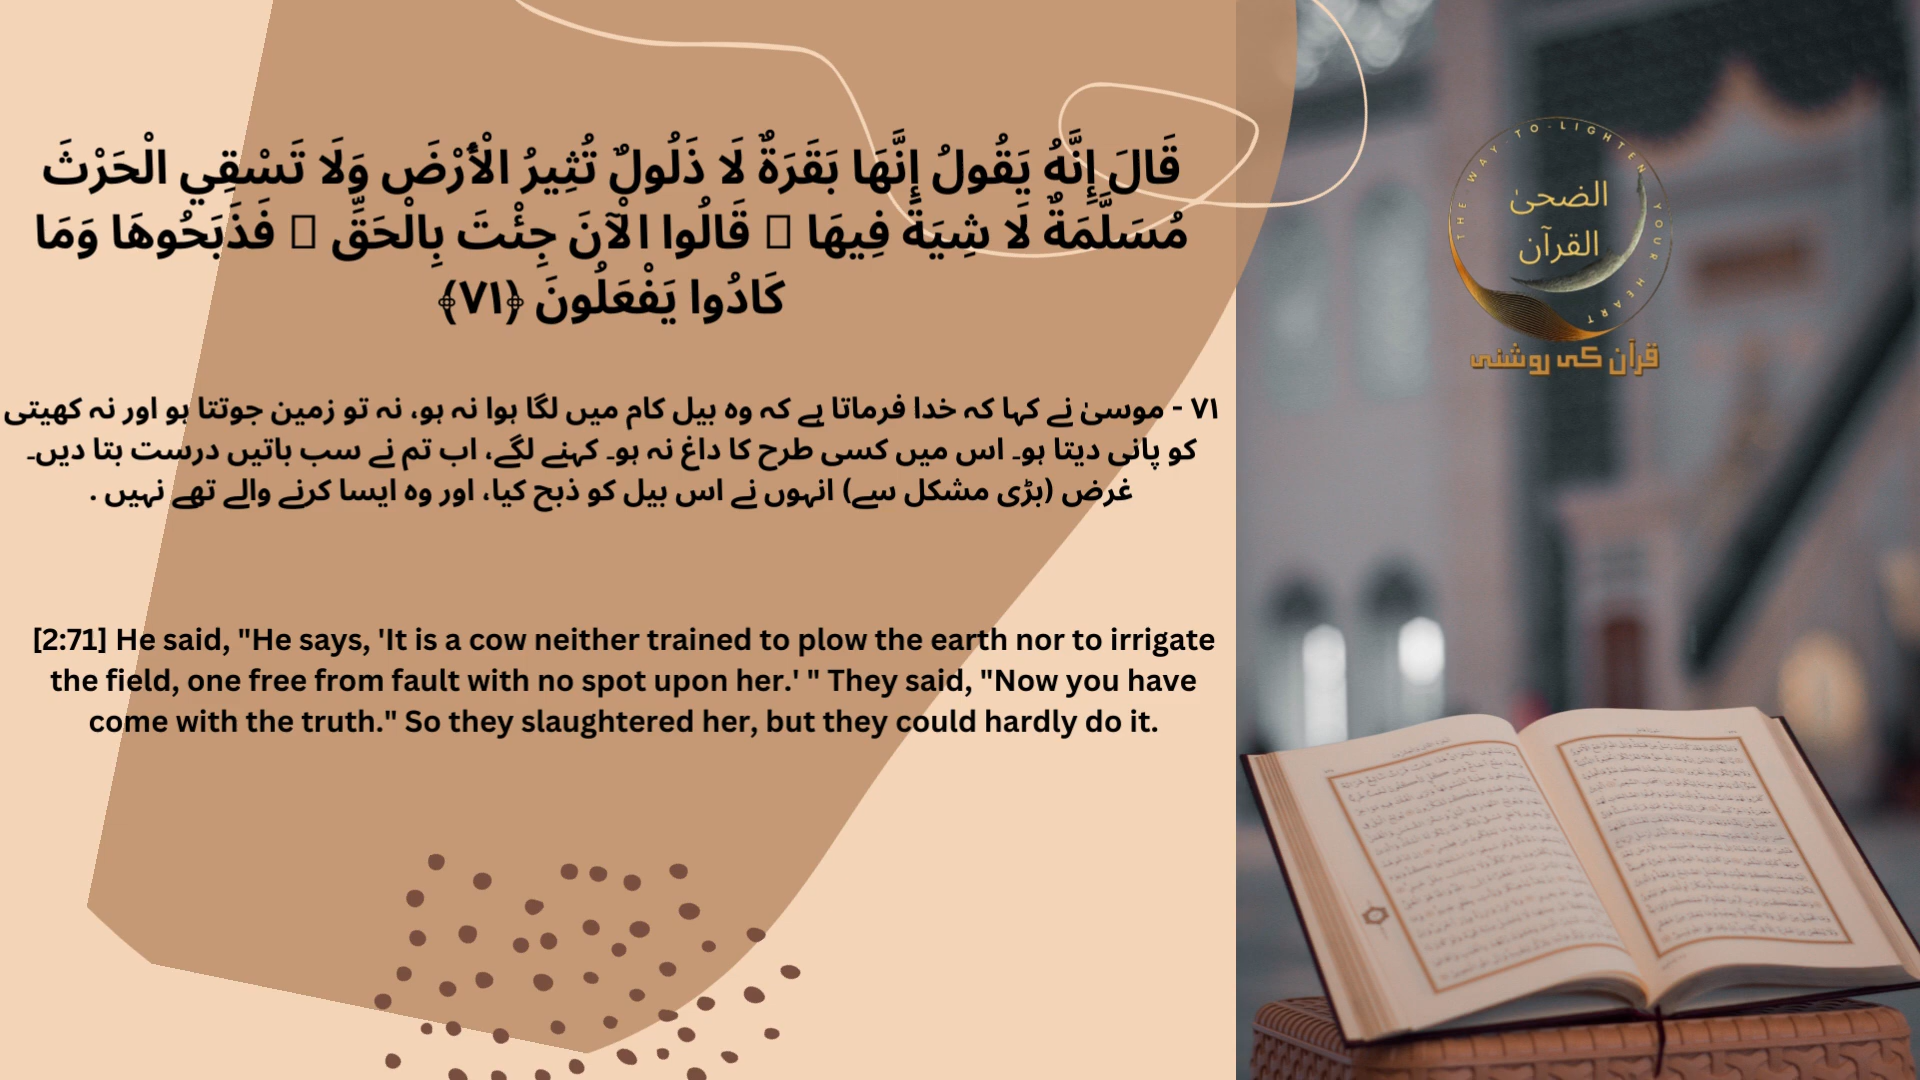 قَالَ إِنَّهُ يَقُولُ إِنَّهَا بَقَرَةٌ لَا ذَلُولٌ تُثِيرُ الْأَرْضَ وَلَا تَسْقِي الْحَرْثَ
مُسَلَّمَةٌ لَا شِيَةَ فِيهَا ▯ قَالُوا الْآنَ جِئْتَ بِالْحَقِّ ▯ فَذَبَحُوهَا وَمَا
كَادُوا يَفْعَلُونَ ﴿٧١﴾
٧١ - موسیٰ نے کہا کہ خدا فرماتا ہے کہ وہ بیل کام میں لگا ہوا نہ ہو، نہ تو زمین جوتتا ہو اور نہ کھیتی
کو پانی دیتا ہو۔ اس میں کسی طرح کا داغ نہ ہو۔ کہنے لگے، اب تم نے سب باتیں درست بتا دیں۔
غرض (بڑی مشکل سے) انہوں نے اس بیل کو ذبح کیا، اور وہ ایسا کرنے والے تھے نہیں .
[2:71] He said, "He says, 'It is a cow neither trained to plow the earth nor to irrigate
the field, one free from fault with no spot upon her.' " They said, "Now you have
come with the truth." So they slaughtered her, but they could hardly do it.
THE-WAY-TO-LIGHTEN YOUR HEART
الضحىٰ
القرآن
قرآن کی روشنی